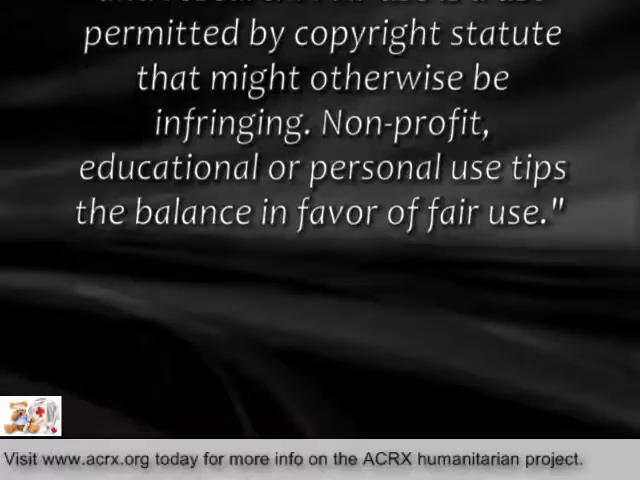 permitted by copyright statute
that might otherwise be
infringing. Non-profit,
educational or personal use tips
the balance in favor of fair use."
Visit www.acrx.org today for more info on the ACRX humanitarian project.